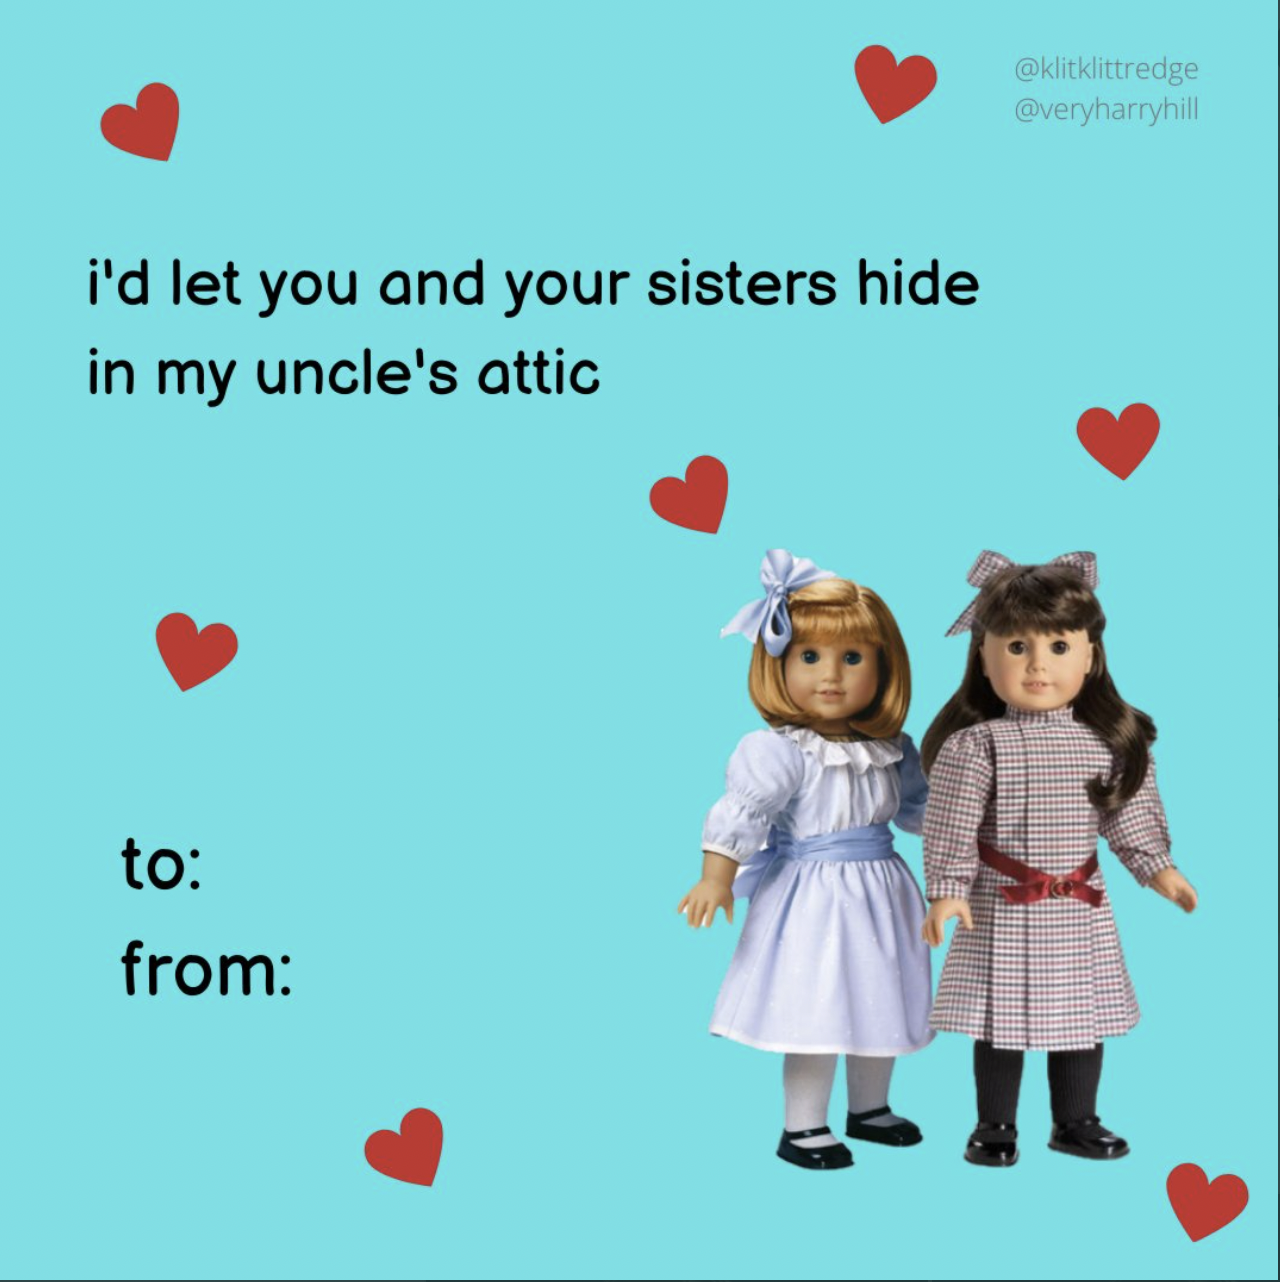 @klitklittredge
@veryharryhill
i'd let you and your sisters hide
in my uncle's attic
to:
from: